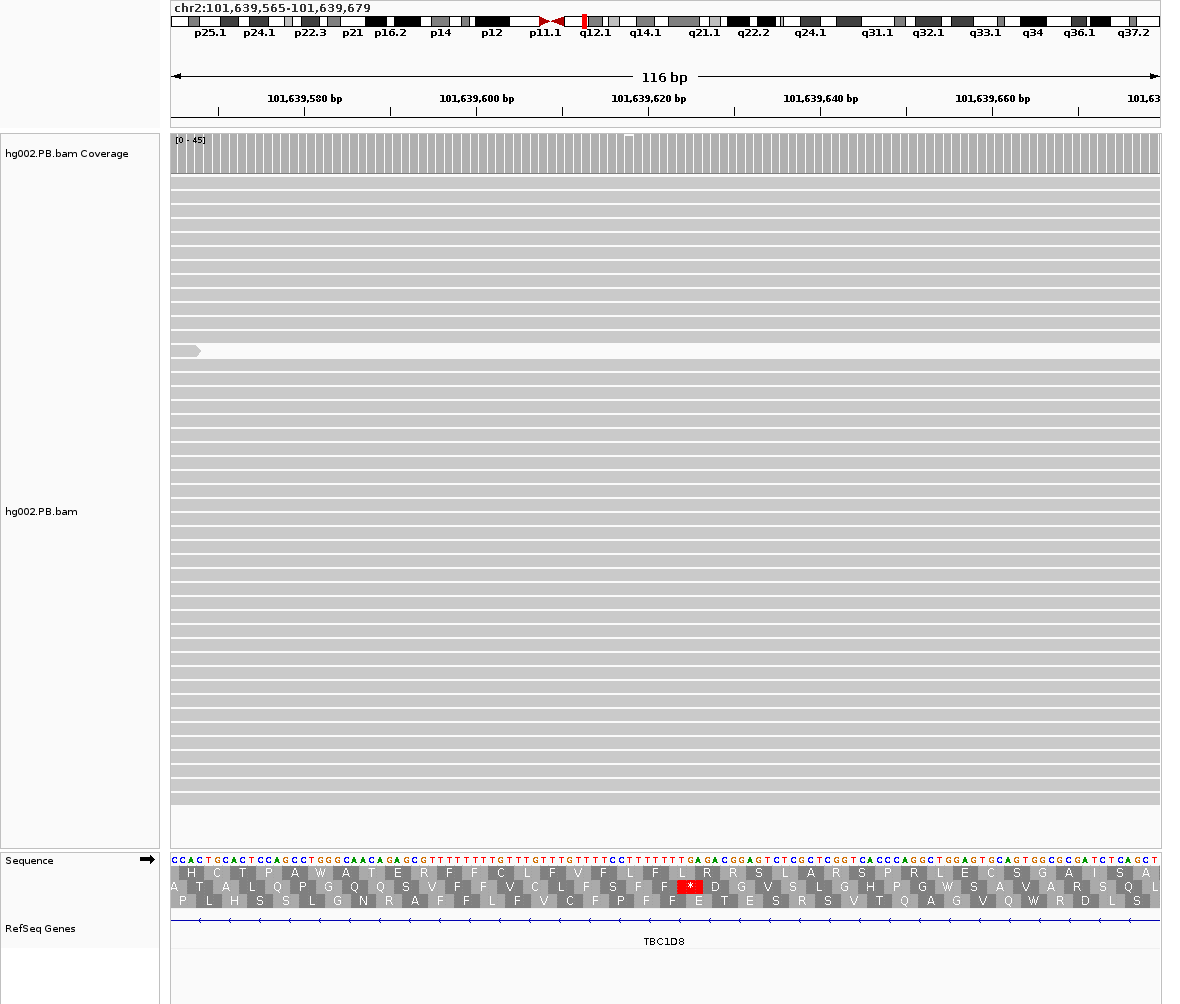 chr2:101,639,565-101,639,679
p25.1 p24.1 p22.3 p21 p16.2 p14 p12 p11.1 q12.1 q14.1 q21.1 q22.2 q24.1 q31.1 q32.1 q33.1 q34 q36.1 q37.2
116 bp
101,639,580 bp 101,639,600 bp 101,639,620 bp 101,639,640 bp 101,639,660 bp 101,63
[0 - 45]
hg002.PB.bam Coverage
hg002.PB.bam
Sequence
CCACTGCACTCCAGCCTGGGCAACAGAGCGTTTTTTTTGTTTGTTTGTTTTCCTTTTTTTGAGACGGAGTCTCGCTCGGTCACCCAGGCTGGAGTGCAGTGGCGCGATCTCAGCT
H C T P A W A T E R F F C L F V F L F L R R S L A R S P R L E C S G A I S A
A T A L Q P G Q Q S V F F V C L F S F F * D G V S L G H P G W S A V A R S Q L
P L H S S L G N R A F F L F V C F P F F E T E S R S V T Q A G V Q W R D L S
RefSeq Genes
TBC1D8